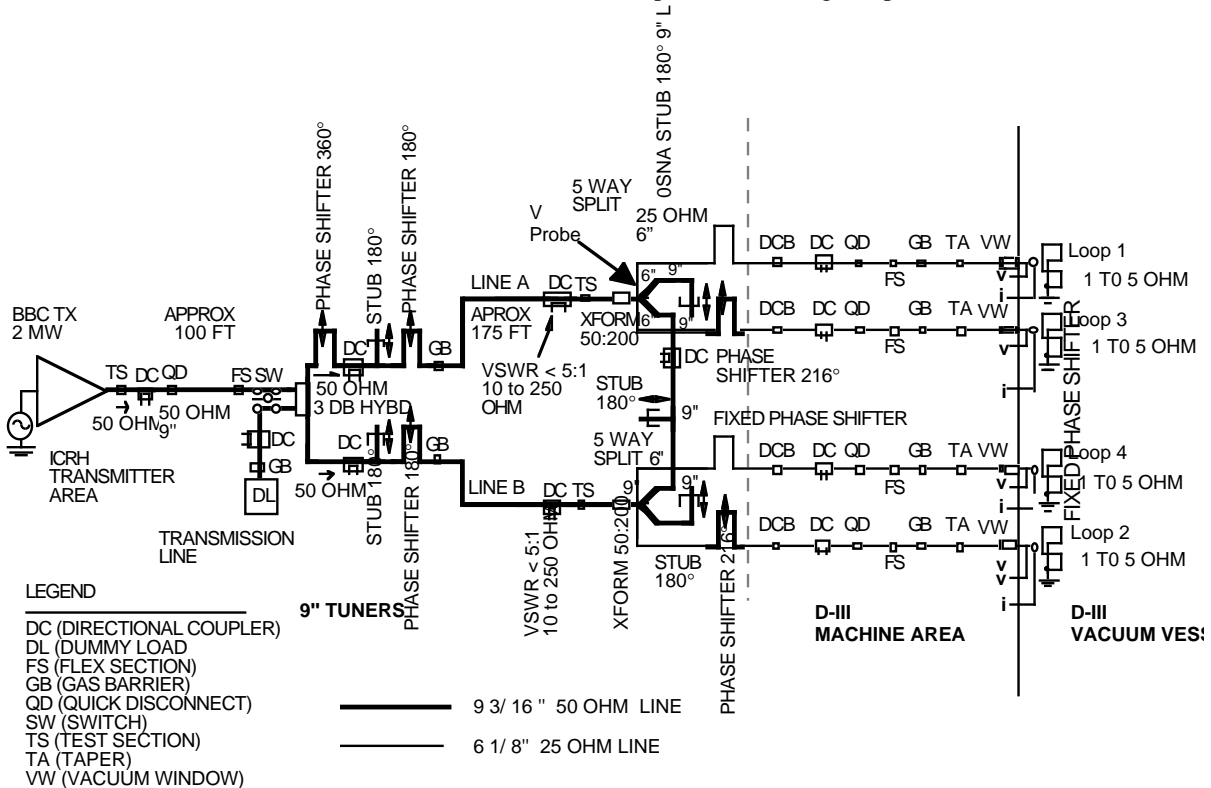 0SNA STUB 180° 9" L
PHASE SHIFTER 360°
STUB 180°
PHASE SHIFTER 180°
5 WAY
SPLIT
V
Probe
25 OHM
6"
DCB DC QD GB TA VW
FS
Loop 1
1 T0 5 OHM
V
i
BBC TX
2 MW
APPROX
100 FT
LINE A
DC TS
6" 9"
APROX
175 FT
XFORM
50:200
6" 9"
DCB DC QD GB TA VW
FS
Loop 3
1 T0 5 OHM
V
i
DC
GB
VSWR < 5:1
10 to 250
OHM
DC PHASE
SHIFTER 216°
TS DC QD
FS SW
50 OHM
50 OHM
9"
50 OHM
3 DB HYBD
STUB
180°
9"
FIXED PHASE SHIFTER
FIXED PHASE SHIFTER
DC
GB
5 WAY
SPLIT 6"
DCB DC QD GB TA VW
FS
Loop 4
1 T0 5 OHM
V
i
ICRH
TRANSMITTER
AREA
DC
GB
DL
50 OHM
STUB 180°
PHASE SHIFTER 180°
LINE B
DC TS
9" 9"
TRANSMISSION
LINE
VSWR < 5:1
10 to 250 OHM
XFORM 50:200
STUB
180°
PHASE SHIFTER 216°
DCB DC QD GB TA VW
FS
Loop 2
1 T0 5 OHM
V
V
i
9" TUNERS
D-III
MACHINE AREA
D-III
VACUUM VESS
LEGEND
DC (DIRECTIONAL COUPLER)
DL (DUMMY LOAD
FS (FLEX SECTION)
GB (GAS BARRIER)
QD (QUICK DISCONNECT)
SW (SWITCH)
TS (TEST SECTION)
TA (TAPER)
VW (VACUUM WINDOW)
9 3/ 16 " 50 OHM LINE
6 1/ 8" 25 OHM LINE